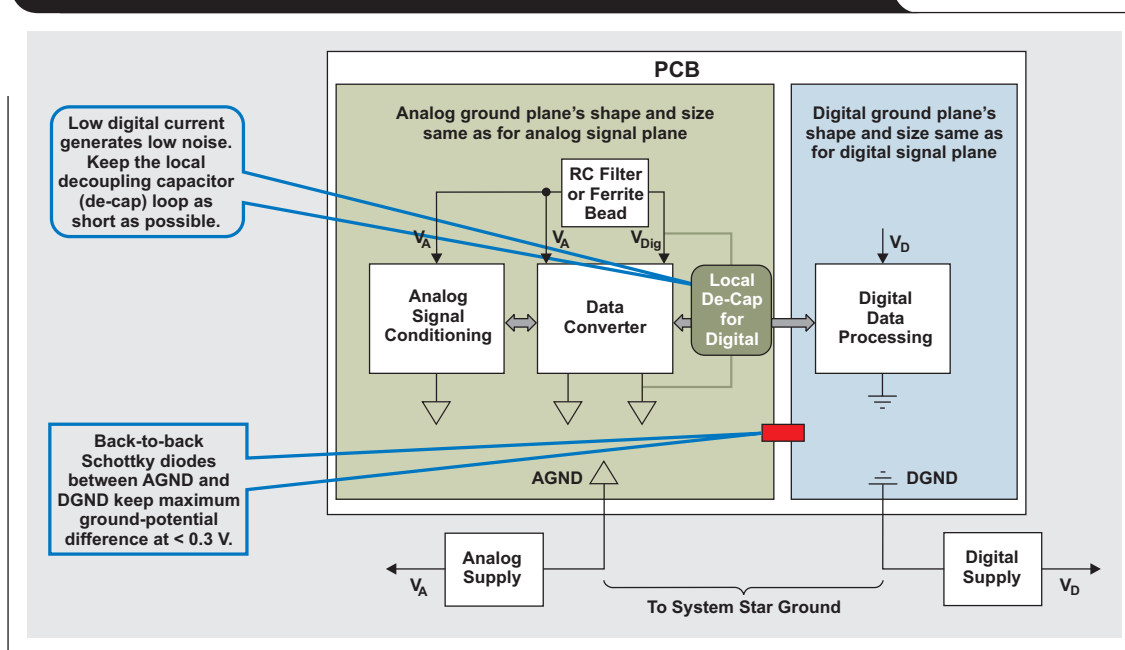 PCB
Analog ground plane's shape and size
same as for analog signal plane
Digital ground plane's
shape and size same as
for digital signal plane
Low digital current
generates low noise.
Keep the local
decoupling capacitor
(de-cap) loop as
short as possible.
RC Filter
or Ferrite
Bead
VA
VA
VDig
VD
Analog
Signal
Conditioning
Data
Converter
Local
De-Cap
for
Digital
Digital
Data
Processing
Back-to-back
Schottky diodes
between AGND and
DGND keep maximum
ground-potential
difference at < 0.3 V.
AGND
DGND
Analog
Supply
Digital
Supply
VA
VD
To System Star Ground